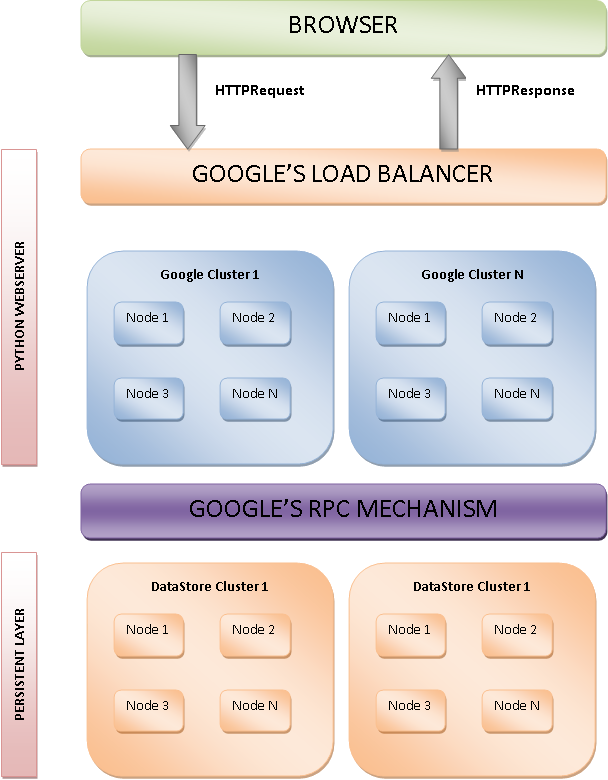 BROWSER
HTTPRequest
HTTPResponse
GOOGLE'S LOAD BALANCER
PYTHON WEBSERVER
Google Cluster 1
Node 1
Node 2
Node 3
Node N
Google Cluster N
Node 1
Node 2
Node 3
Node N
GOOGLE'S RPC MECHANISM
PERSISTENT LAYER
DataStore Cluster 1
Node 1
Node 2
Node 3
Node N
DataStore Cluster 1
Node 1
Node 2
Node 3
Node N